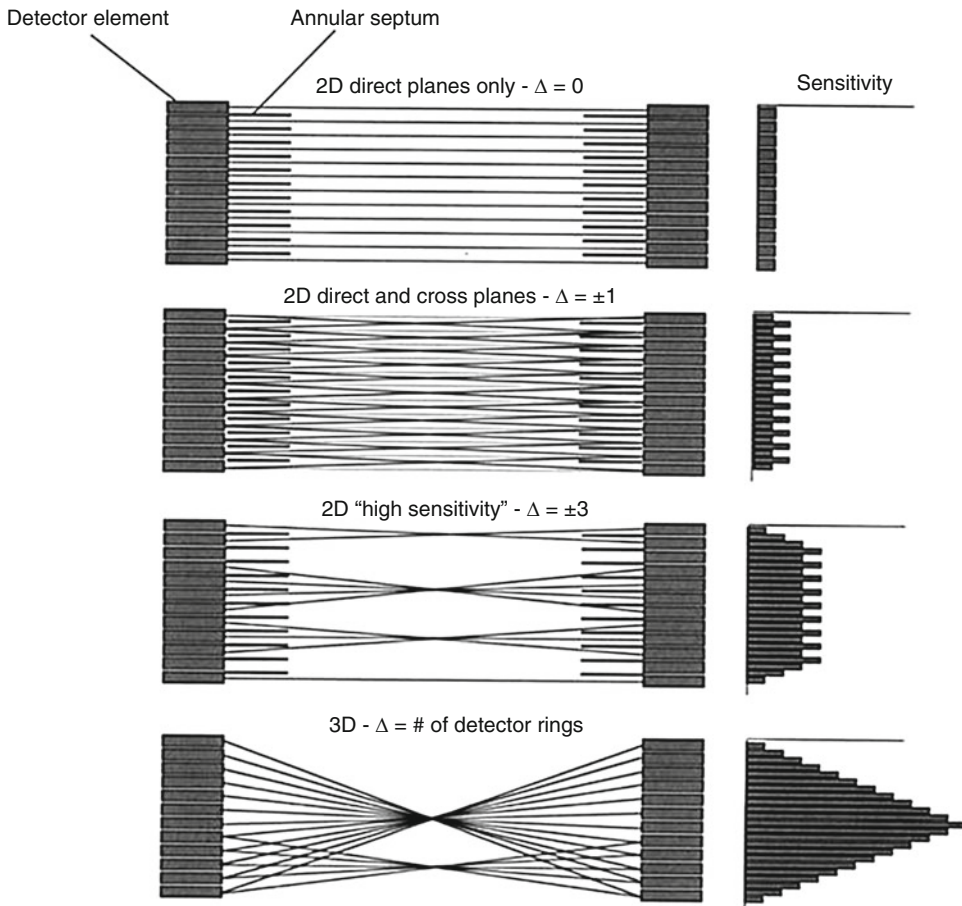 Detector element
Annular septum
2D direct planes only - Δ = 0
Sensitivity
2D direct and cross planes - Δ = ±1
2D “high sensitivity” - Δ = ±3
3D - Δ = # of detector rings